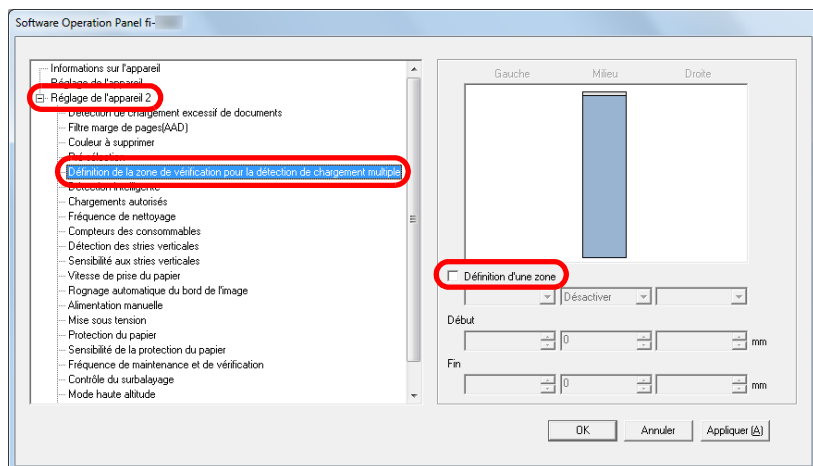 Software Operation Panel fi-
Informations sur l'appareil
Réglage de l'appareil
Réglage de l'appareil 2
Détection de chargement excessif de documents
Filtre marge de pages(AAD)
Couleur à supprimer
Pré-sélection
Définition de la zone de vérification pour la détection de chargement multiple
Détection intelligente
Chargements autorisés
Fréquence de nettoyage
Compteurs des consommables
Détection des stries verticales
Sensibilité aux stries verticales
Vitesse de prise du papier
Rognage automatique du bord de l'image
Alimentation manuelle
Mise sous tension
Protection du papier
Sensibilité de la protection du papier
Fréquence de maintenance et de vérification
Contrôle du surbalayage
Mode haute altitude
Gauche Milieu Droite
Définition d'une zone
Désactiver
Début
0 mm
Fin
0 mm
OK Annuler Appliquer (A)